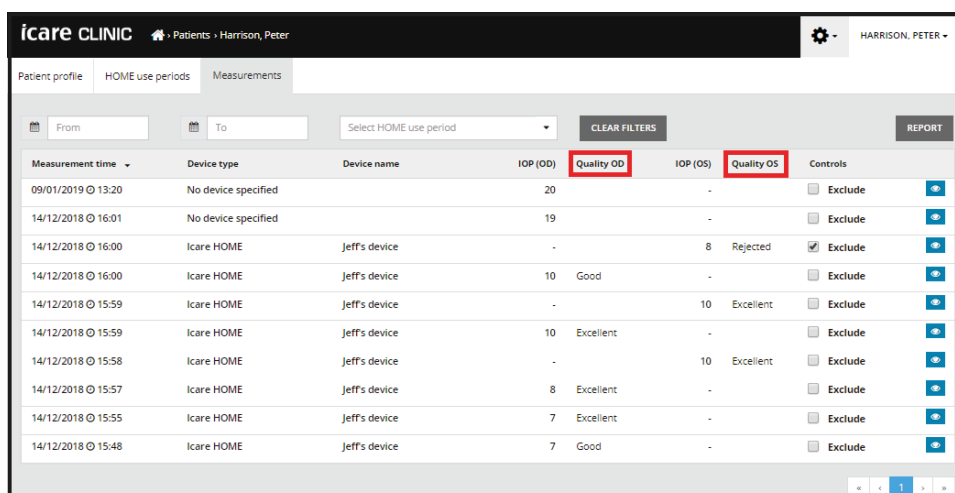 icare CLINIC › Patients › Harrison, Peter HARRISON, PETER
Patient profile HOME use periods Measurements
From To Select HOME use period CLEAR FILTERS REPORT
Measurement time Device type Device name IOP (OD) Quality OD IOP (OS) Quality OS Controls
09/01/2019 13:20 No device specified 20 - Exclude
14/12/2018 16:01 No device specified 19 - Exclude
14/12/2018 16:00 Icare HOME Jeff's device - 8 Rejected Exclude
14/12/2018 16:00 Icare HOME Jeff's device 10 Good - Exclude
14/12/2018 15:59 Icare HOME Jeff's device - 10 Excellent Exclude
14/12/2018 15:59 Icare HOME Jeff's device 10 Excellent - Exclude
14/12/2018 15:58 Icare HOME Jeff's device - 10 Excellent Exclude
14/12/2018 15:57 Icare HOME Jeff's device 8 Excellent - Exclude
14/12/2018 15:55 Icare HOME Jeff's device 7 Excellent - Exclude
14/12/2018 15:48 Icare HOME Jeff's device 7 Good - Exclude
« ‹ 1 › »